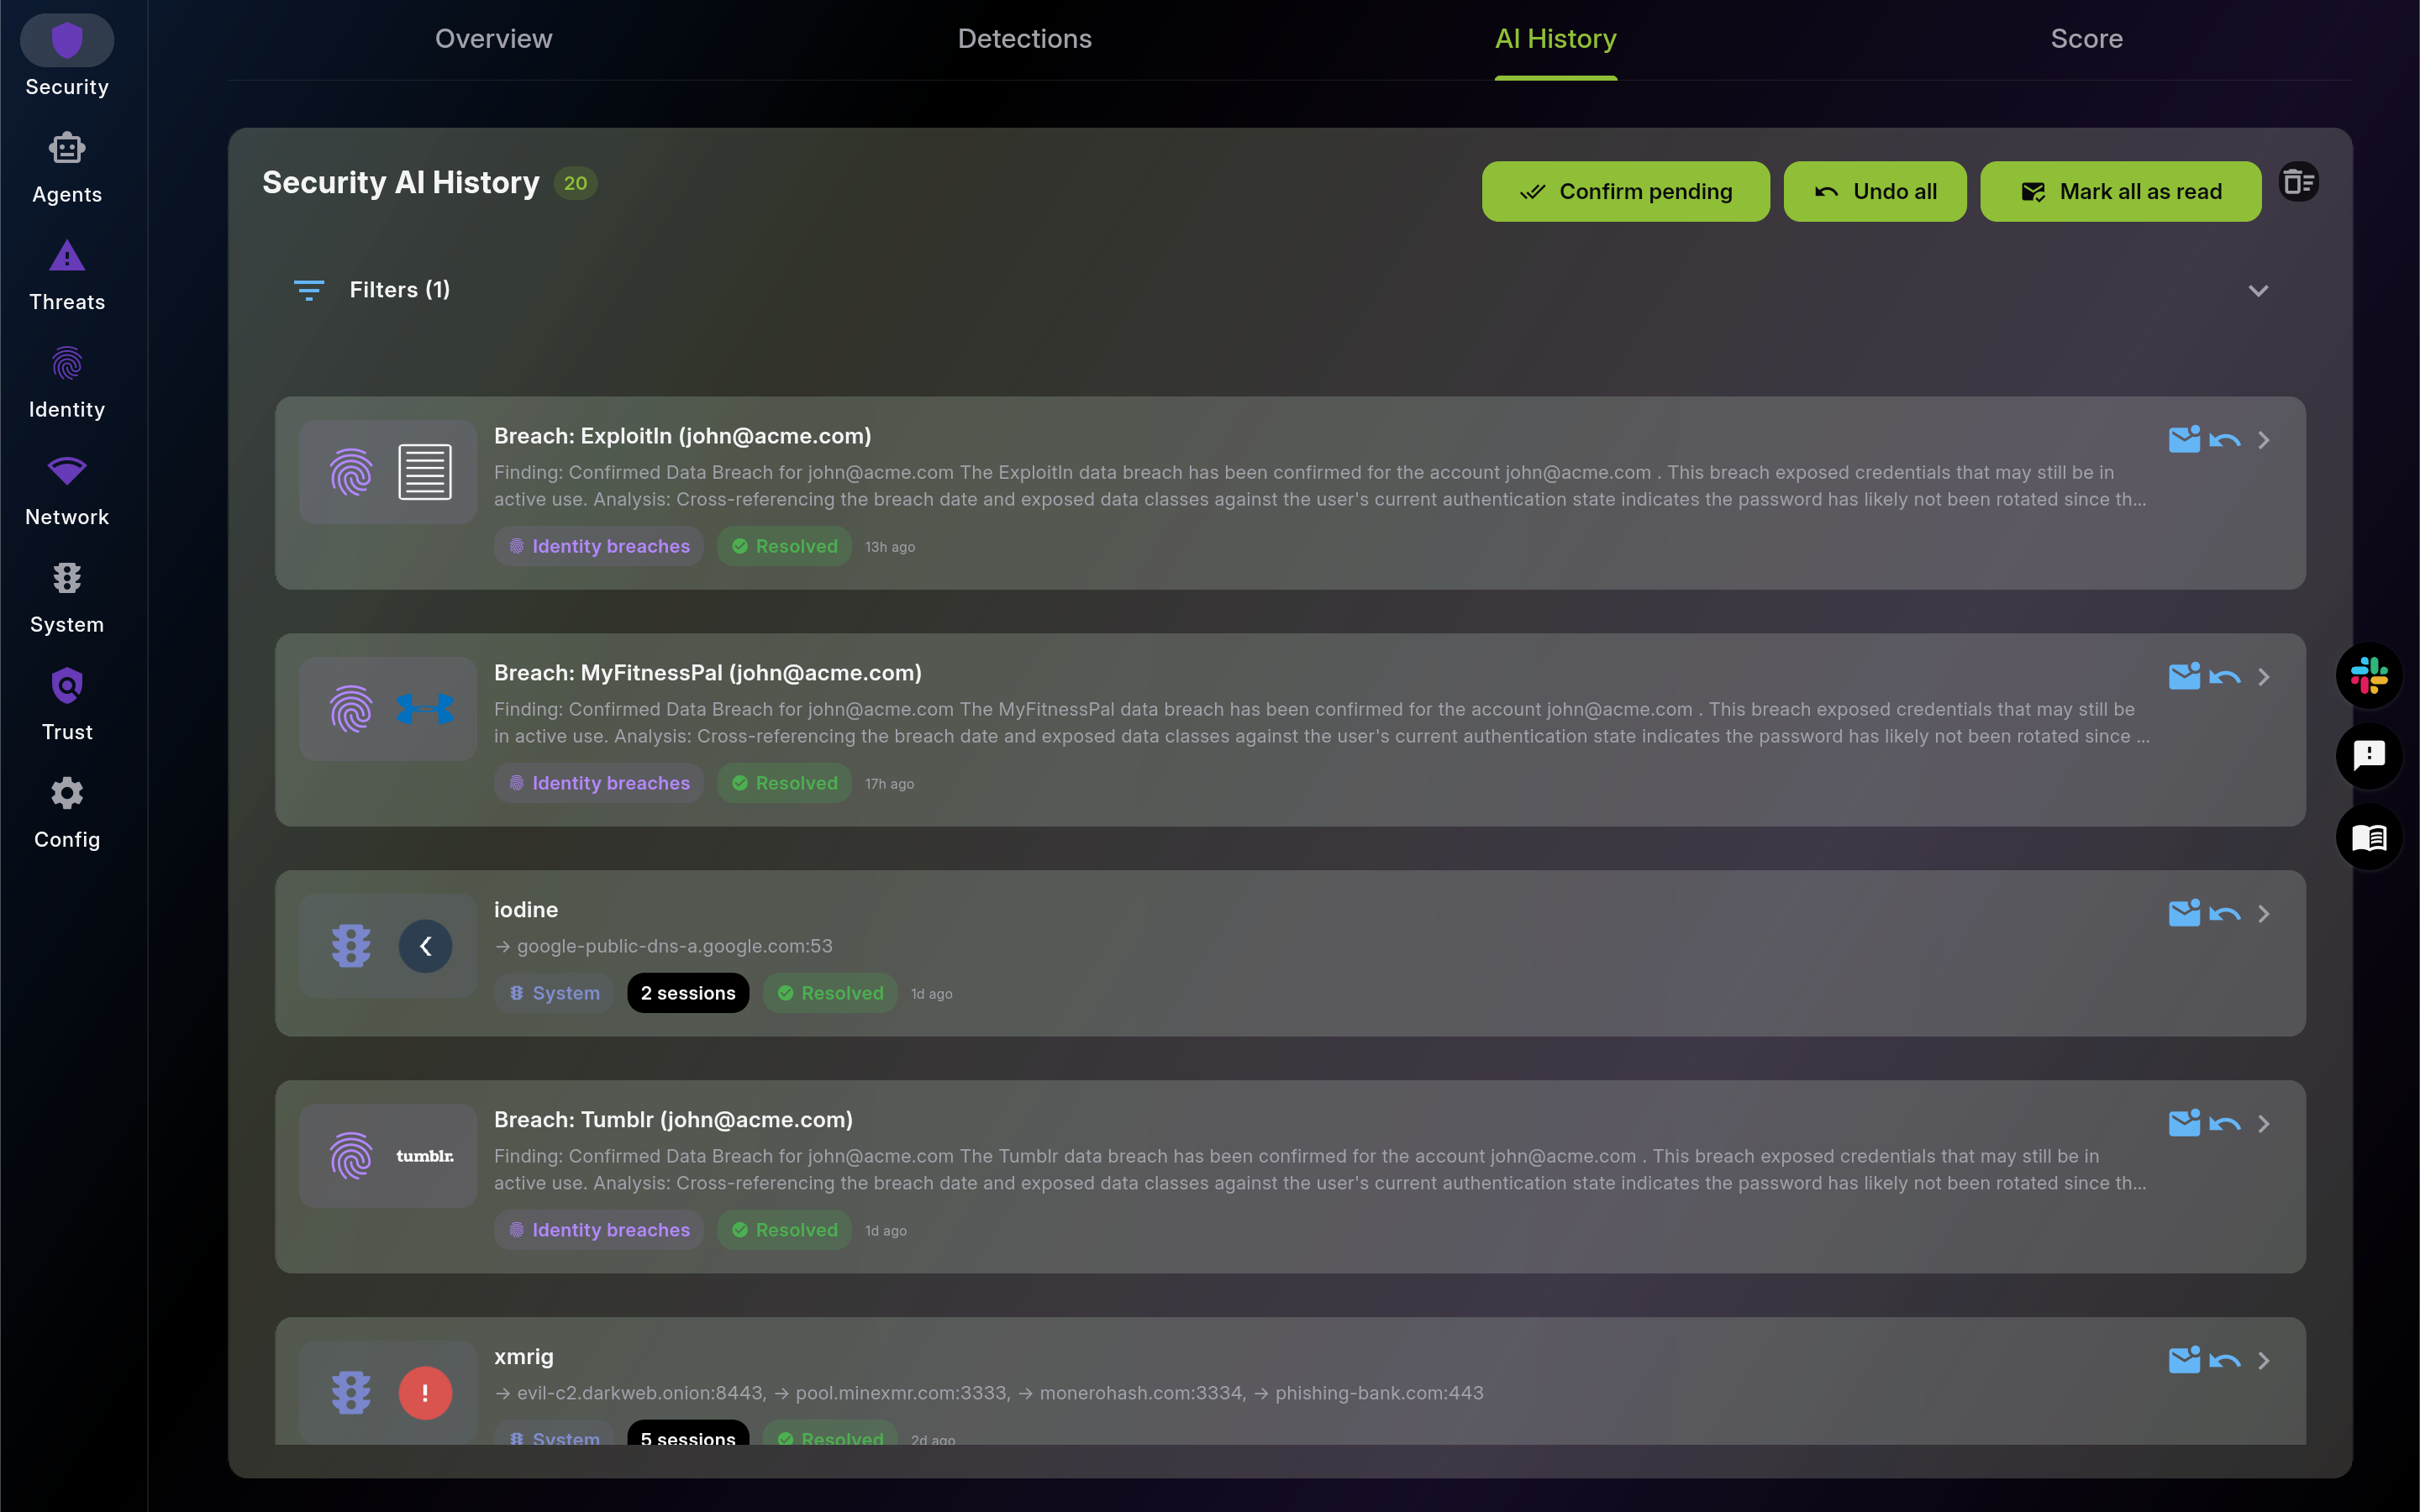 Overview
Detections
AI History
Score
Security
Agents
Threats
Identity
Network
System
Trust
Config
Security AI History 20
Confirm pending
Undo all
Mark all as read
Filters (1)
Breach: ExploitIn (john@acme.com)
Finding: Confirmed Data Breach for john@acme.com The ExploitIn data breach has been confirmed for the account john@acme.com . This breach exposed credentials that may still be in
active use. Analysis: Cross-referencing the breach date and exposed data classes against the user's current authentication state indicates the password has likely not been rotated since th...
Identity breaches Resolved 13h ago
Breach: MyFitnessPal (john@acme.com)
Finding: Confirmed Data Breach for john@acme.com The MyFitnessPal data breach has been confirmed for the account john@acme.com . This breach exposed credentials that may still be
in active use. Analysis: Cross-referencing the breach date and exposed data classes against the user's current authentication state indicates the password has likely not been rotated since ...
Identity breaches Resolved 17h ago
iodine
→ google-public-dns-a.google.com:53
System 2 sessions Resolved 1d ago
tumblr.
Breach: Tumblr (john@acme.com)
Finding: Confirmed Data Breach for john@acme.com The Tumblr data breach has been confirmed for the account john@acme.com . This breach exposed credentials that may still be in
active use. Analysis: Cross-referencing the breach date and exposed data classes against the user's current authentication state indicates the password has likely not been rotated since th...
Identity breaches Resolved 1d ago
xmrig
→ evil-c2.darkweb.onion:8443, → pool.minexmr.com:3333, → monerohash.com:3334, → phishing-bank.com:443
System 5 sessions Resolved 2d ago